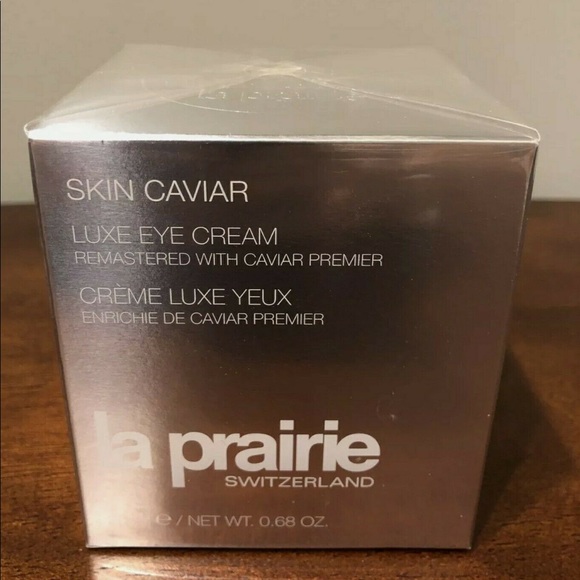 SKIN CAVIAR
LUXE EYE CREAM
REMASTERED WITH CAVIAR PREMIER
CRÈME LUXE YEUX
ENRICHIE DE CAVIAR PREMIER
la prairie
SWITZERLAND
e / NET WT. 0.68 OZ.